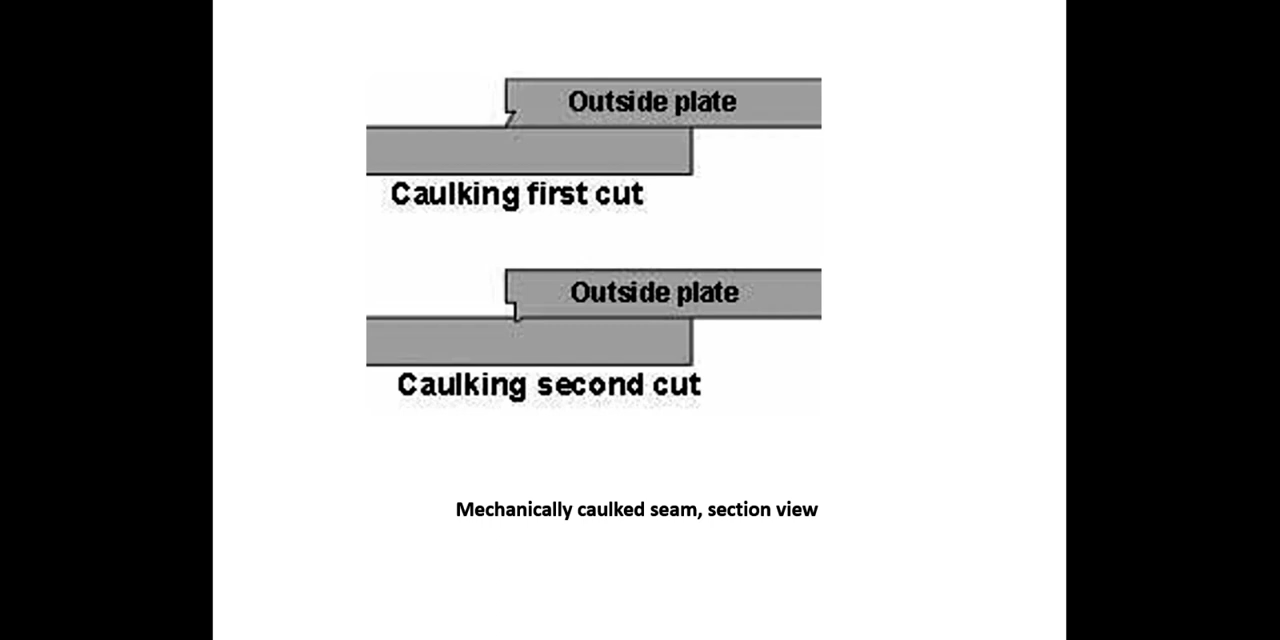 Outside plate
Caulking first cut
Outside plate
Caulking second cut
Mechanically caulked seam, section view